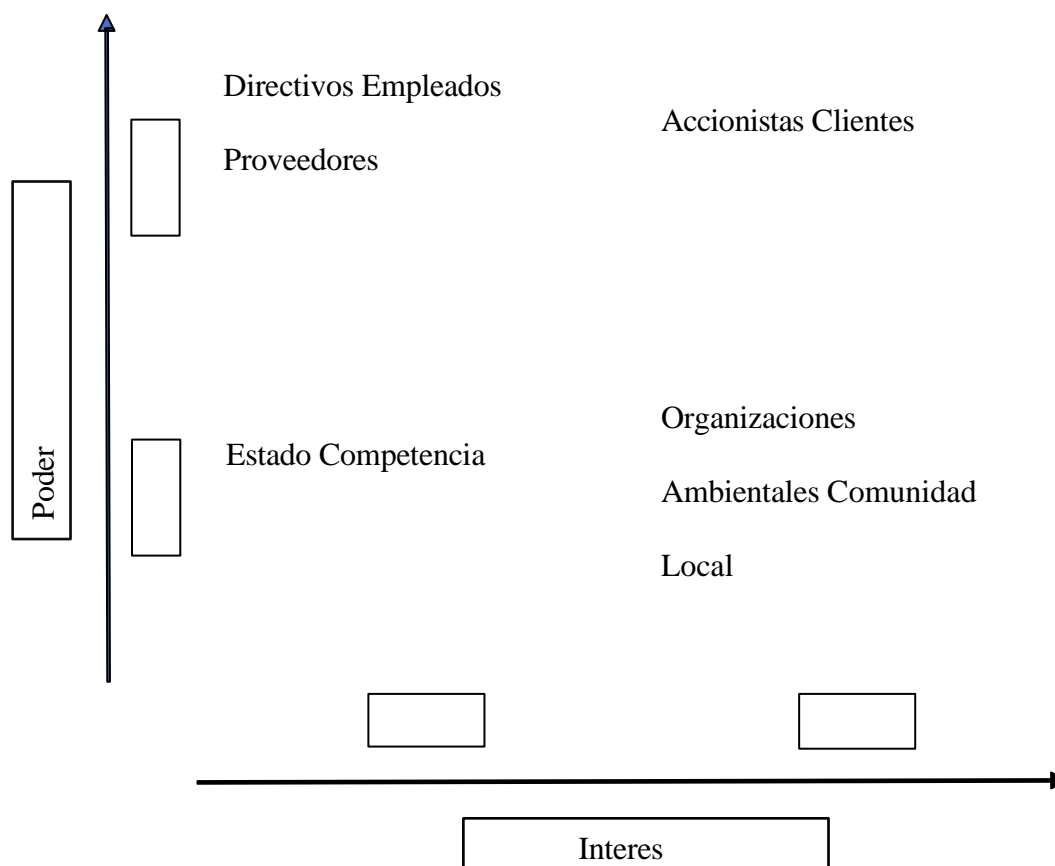 Directivos Empleados
Proveedores
Accionistas Clientes
Poder
Estado Competencia
Organizaciones
Ambientales Comunidad
Local
Interes